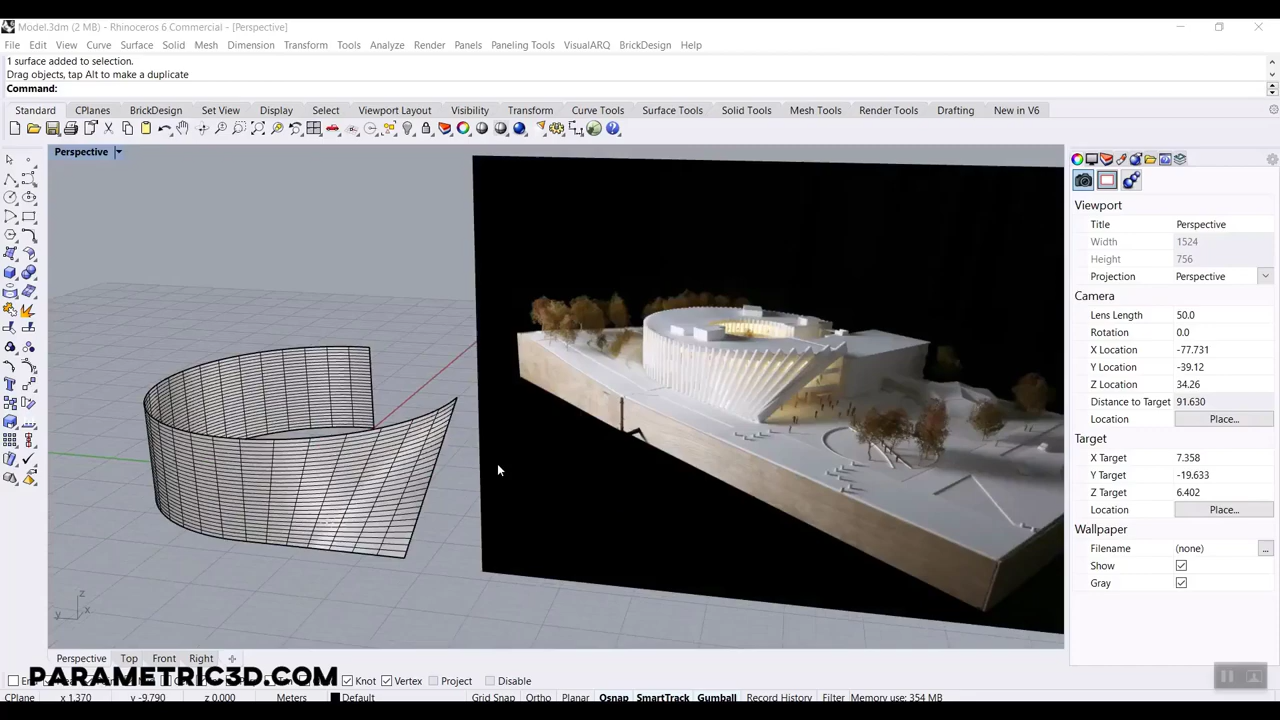 Model.3dm (2 MB) - Rhinoceros 6 Commercial - [Perspective]
File Edit View Curve Surface Solid Mesh Dimension Transform Tools Analyze Render Panels Paneling Tools VisualARQ BrickDesign Help
1 surface added to selection.
Drag objects, tap Alt to make a duplicate
Command:
Standard CPlanes BrickDesign Set View Display Select Viewport Layout Visibility Transform Curve Tools Surface Tools Solid Tools Mesh Tools Render Tools Drafting New in V6
Perspective
Viewport
Title Perspective
Width 1524
Height 756
Projection Perspective
Camera
Lens Length 50.0
Rotation 0.0
X Location -77.731
Y Location -39.12
Z Location 34.26
Distance to Target 91.630
Location Place...
Target
X Target 7.358
Y Target -19.633
Z Target 6.402
Location Place...
Wallpaper
Filename (none) ...
Show
Gray
z
y x
Perspective Top Front Right
PARAMETRIC3D.COM
Knot Vertex Project Disable
CPlane x 1.370 y -9.790 z 0.000 Meters Default Grid Snap Ortho Planar Osnap SmartTrack Gumball Record History Filter Memory use: 354 MB